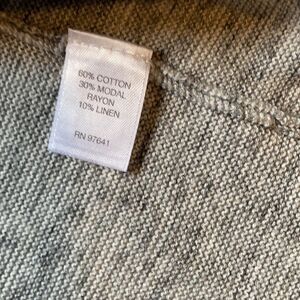 60% COTTON
30% MODAL
RAYON
10% LINEN
RN 97641